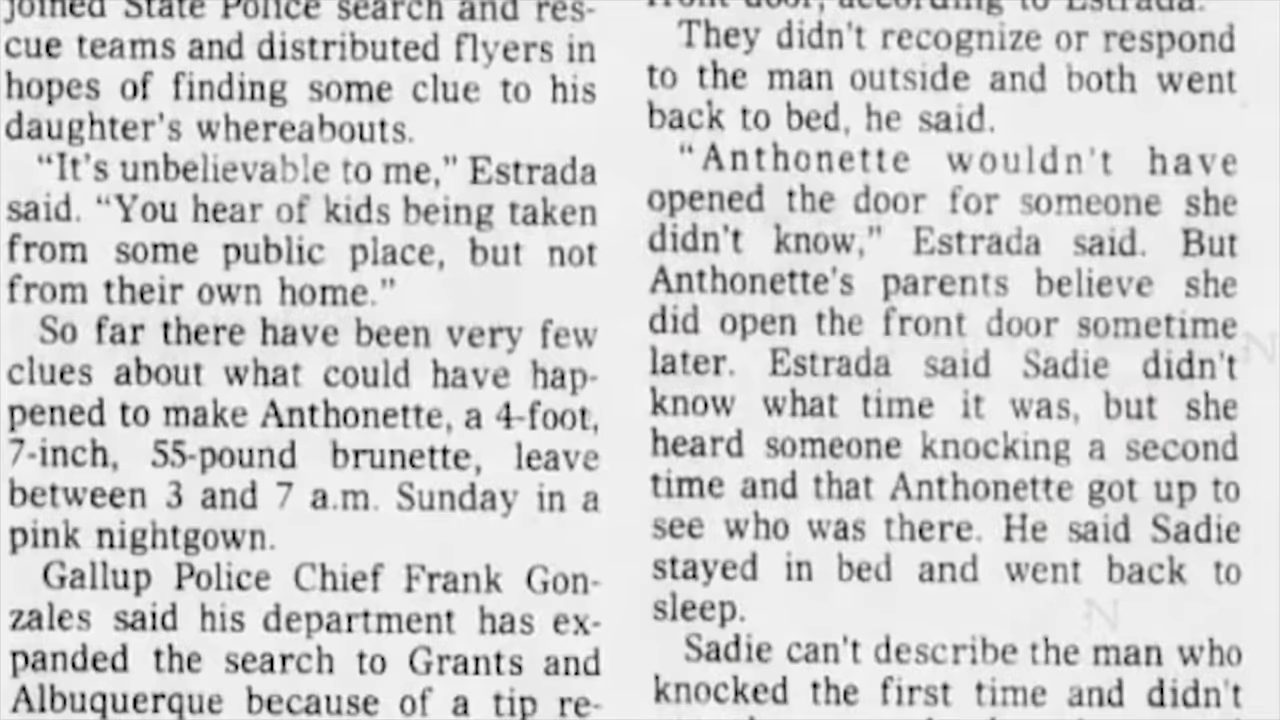 joined State Police search and res-
cue teams and distributed flyers in
hopes of finding some clue to his
daughter's whereabouts.
“It's unbelievable to me,” Estrada
said. “You hear of kids being taken
from some public place, but not
from their own home.”
So far there have been very few
clues about what could have hap-
pened to make Anthonette, a 4-foot,
7-inch, 55-pound brunette, leave
between 3 and 7 a.m. Sunday in a
pink nightgown.
Gallup Police Chief Frank Gon-
zales said his department has ex-
panded the search to Grants and
Albuquerque because of a tip re-
front door, according to Estrada.
They didn't recognize or respond
to the man outside and both went
back to bed, he said.
“Anthonette wouldn't have
opened the door for someone she
didn't know,” Estrada said. But
Anthonette's parents believe she
did open the front door sometime
later. Estrada said Sadie didn't
know what time it was, but she
heard someone knocking a second
time and that Anthonette got up to
see who was there. He said Sadie
stayed in bed and went back to
sleep.
Sadie can't describe the man who
knocked the first time and didn't